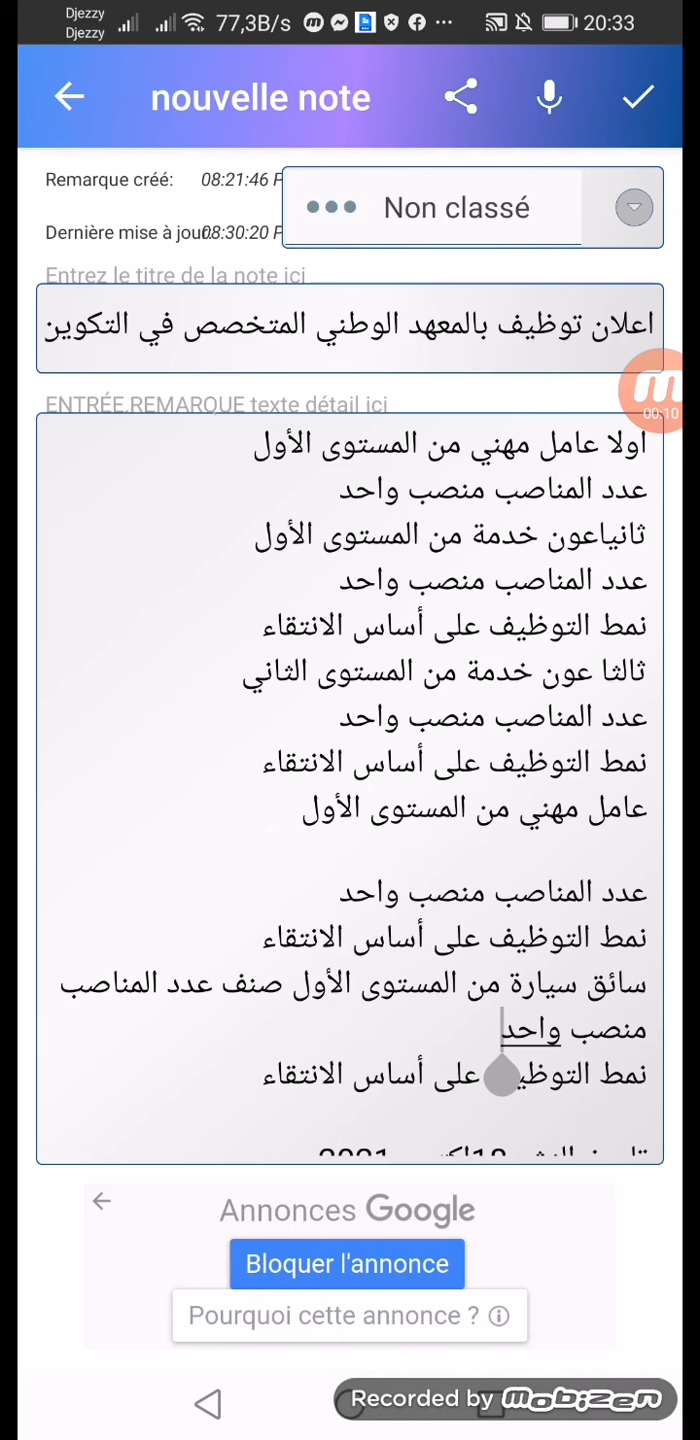 Djezzy
Djezzy
77,3B/s
20:33
nouvelle note
Remarque créé: 08:21:46 P
Non classé
Dernière mise à jour: 08:30:20 P
Entrez le titre de la note ici
اعلان توظيف بالمعهد الوطني المتخصص في التكوين
00:10
ENTRÉE.REMARQUE texte détail ici
اولا عامل مهني من المستوى الأول
عدد المناصب منصب واحد
ثانياعون خدمة من المستوى الأول
عدد المناصب منصب واحد
نمط التوظيف على أساس الانتقاء
ثالثا عون خدمة من المستوى الثاني
عدد المناصب منصب واحد
نمط التوظيف على أساس الانتقاء
عامل مهني من المستوى الأول
عدد المناصب منصب واحد
نمط التوظيف على أساس الانتقاء
سائق سيارة من المستوى الأول صنف عدد المناصب
منصب واحد
نمط التوظيف على أساس الانتقاء
Annonces Google
Bloquer l'annonce
Pourquoi cette annonce ?
Recorded by mobizen